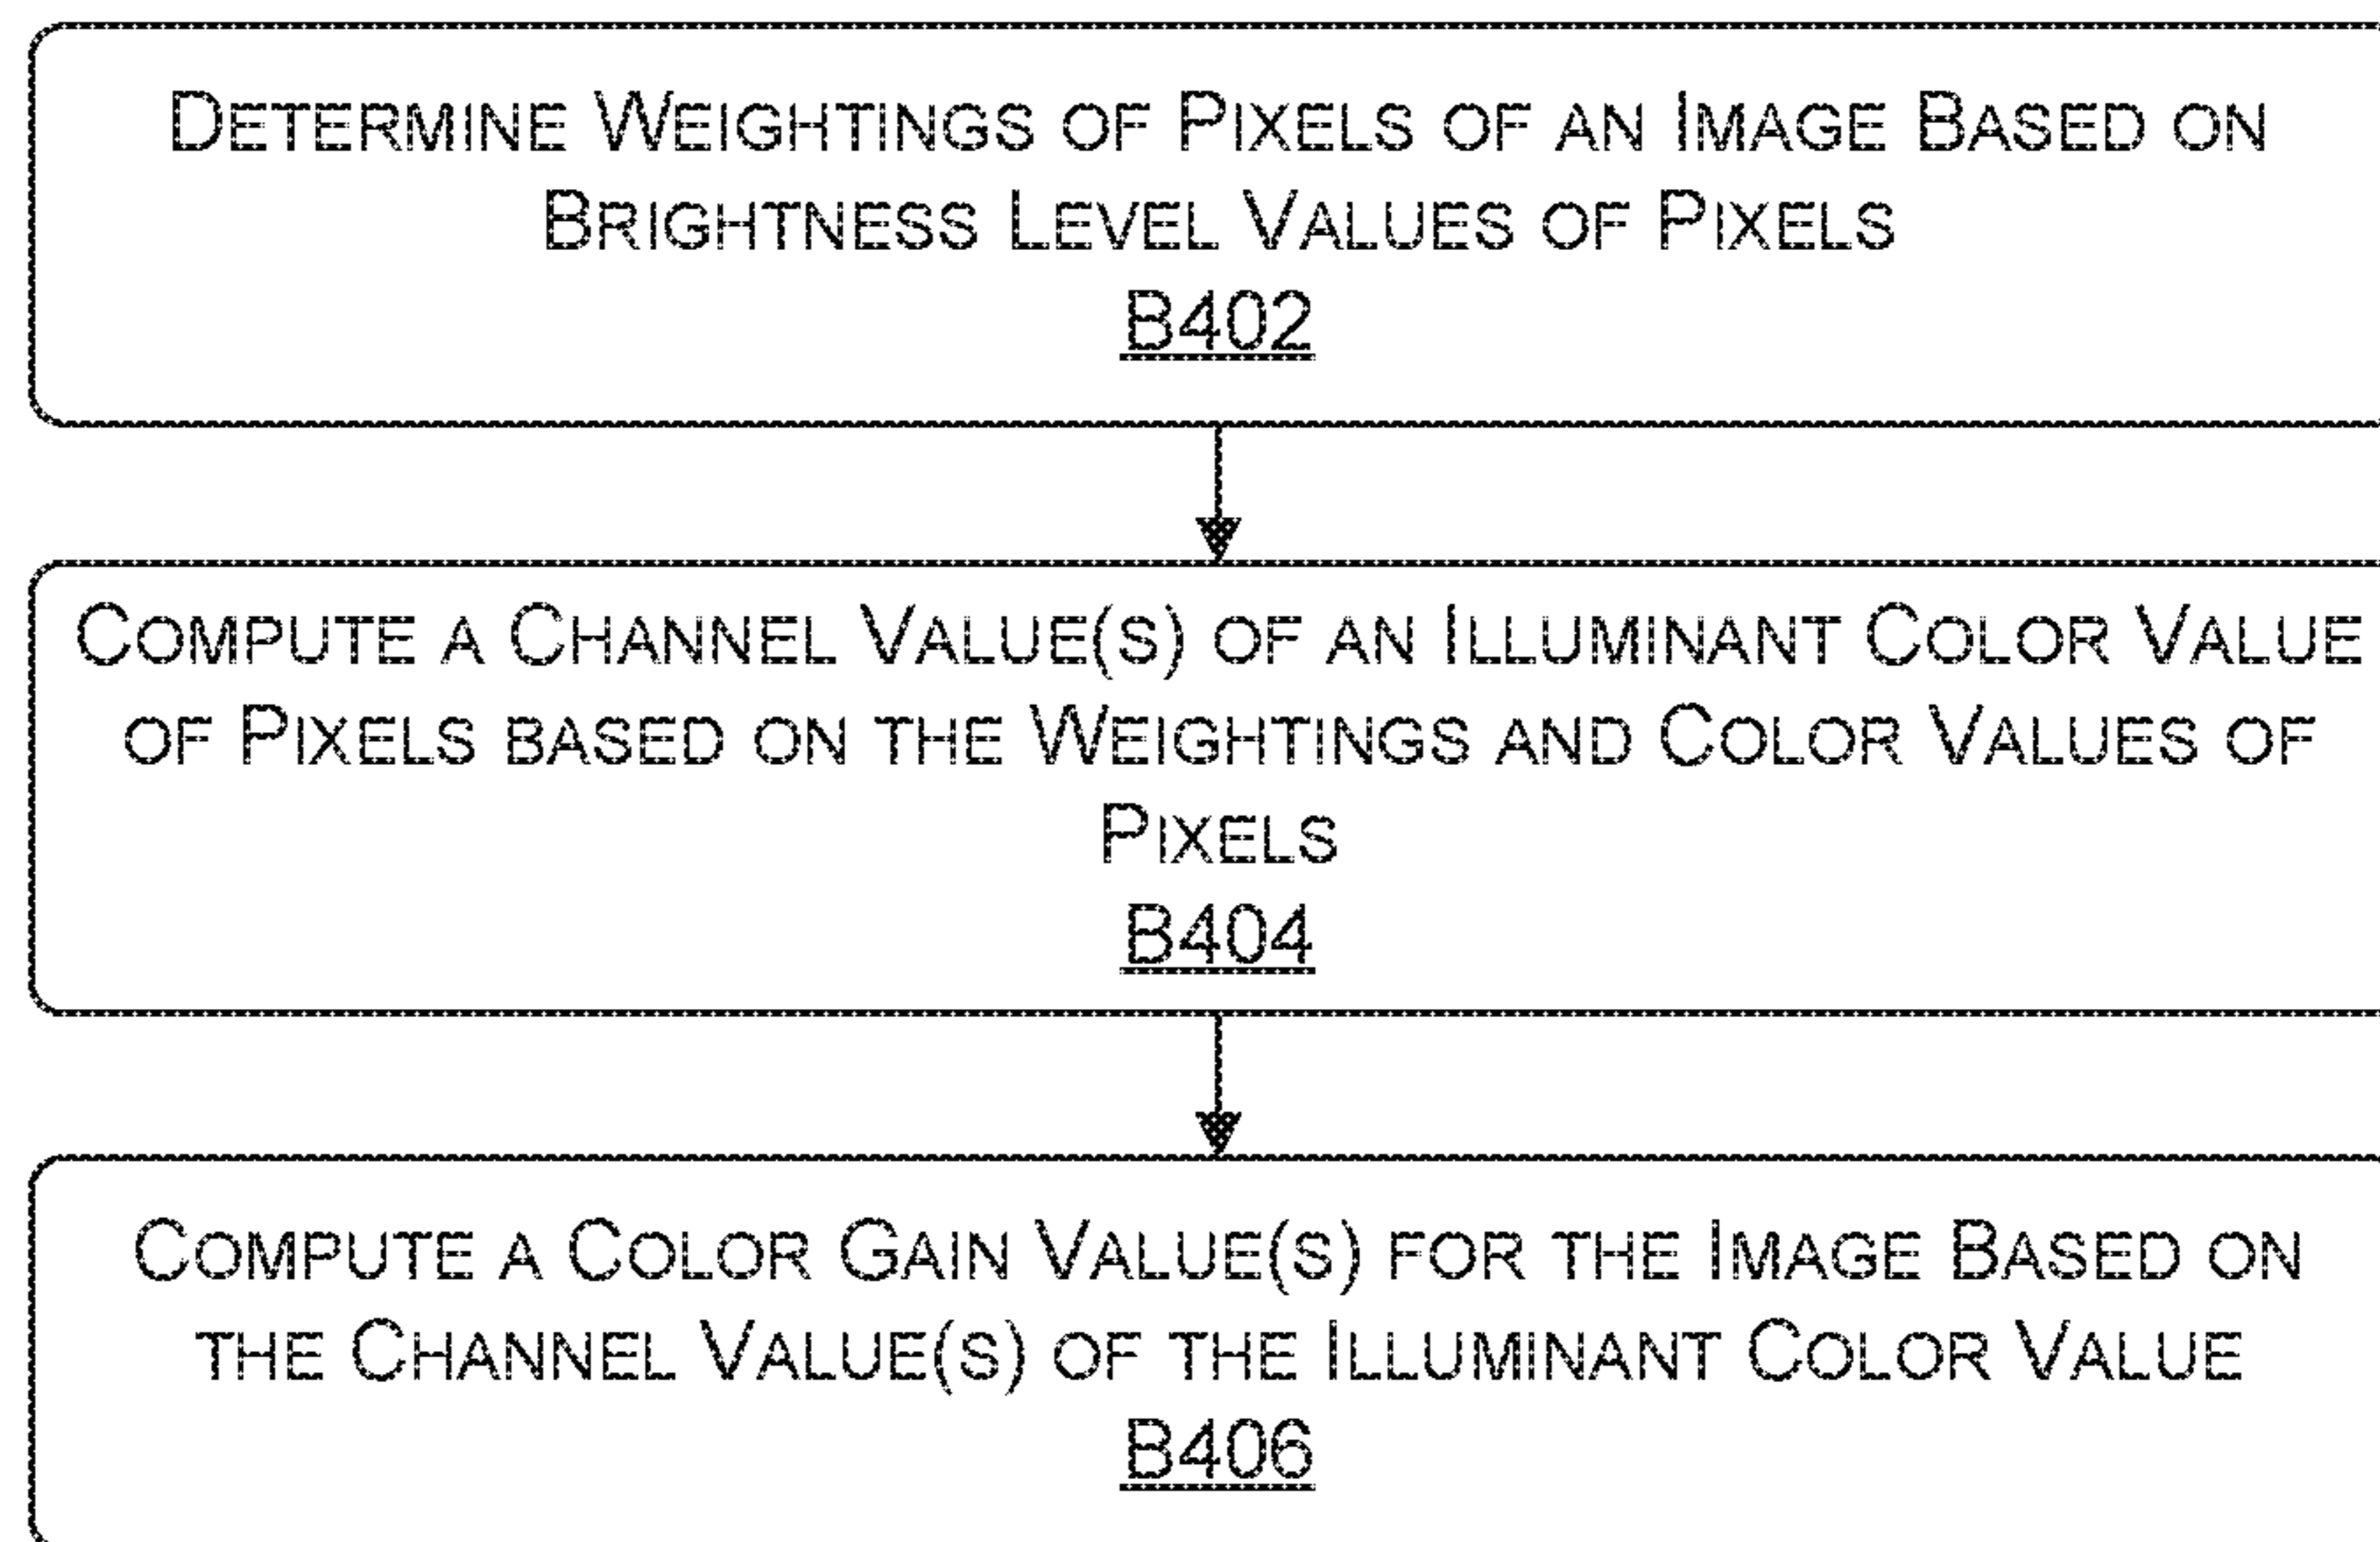 DETERMINE WEIGHTINGS OF PIXELS OF AN IMAGE BASED ON
BRIGHTNESS LEVEL VALUES OF PIXELS
B402
COMPUTE A CHANNEL VALUE(S) OF AN ILLUMINANT COLOR VALUE
OF PIXELS BASED ON THE WEIGHTINGS AND COLOR VALUES OF
PIXELS
B404
COMPUTE A COLOR GAIN VALUE(S) FOR THE IMAGE BASED ON
THE CHANNEL VALUE(S) OF THE ILLUMINANT COLOR VALUE
B406